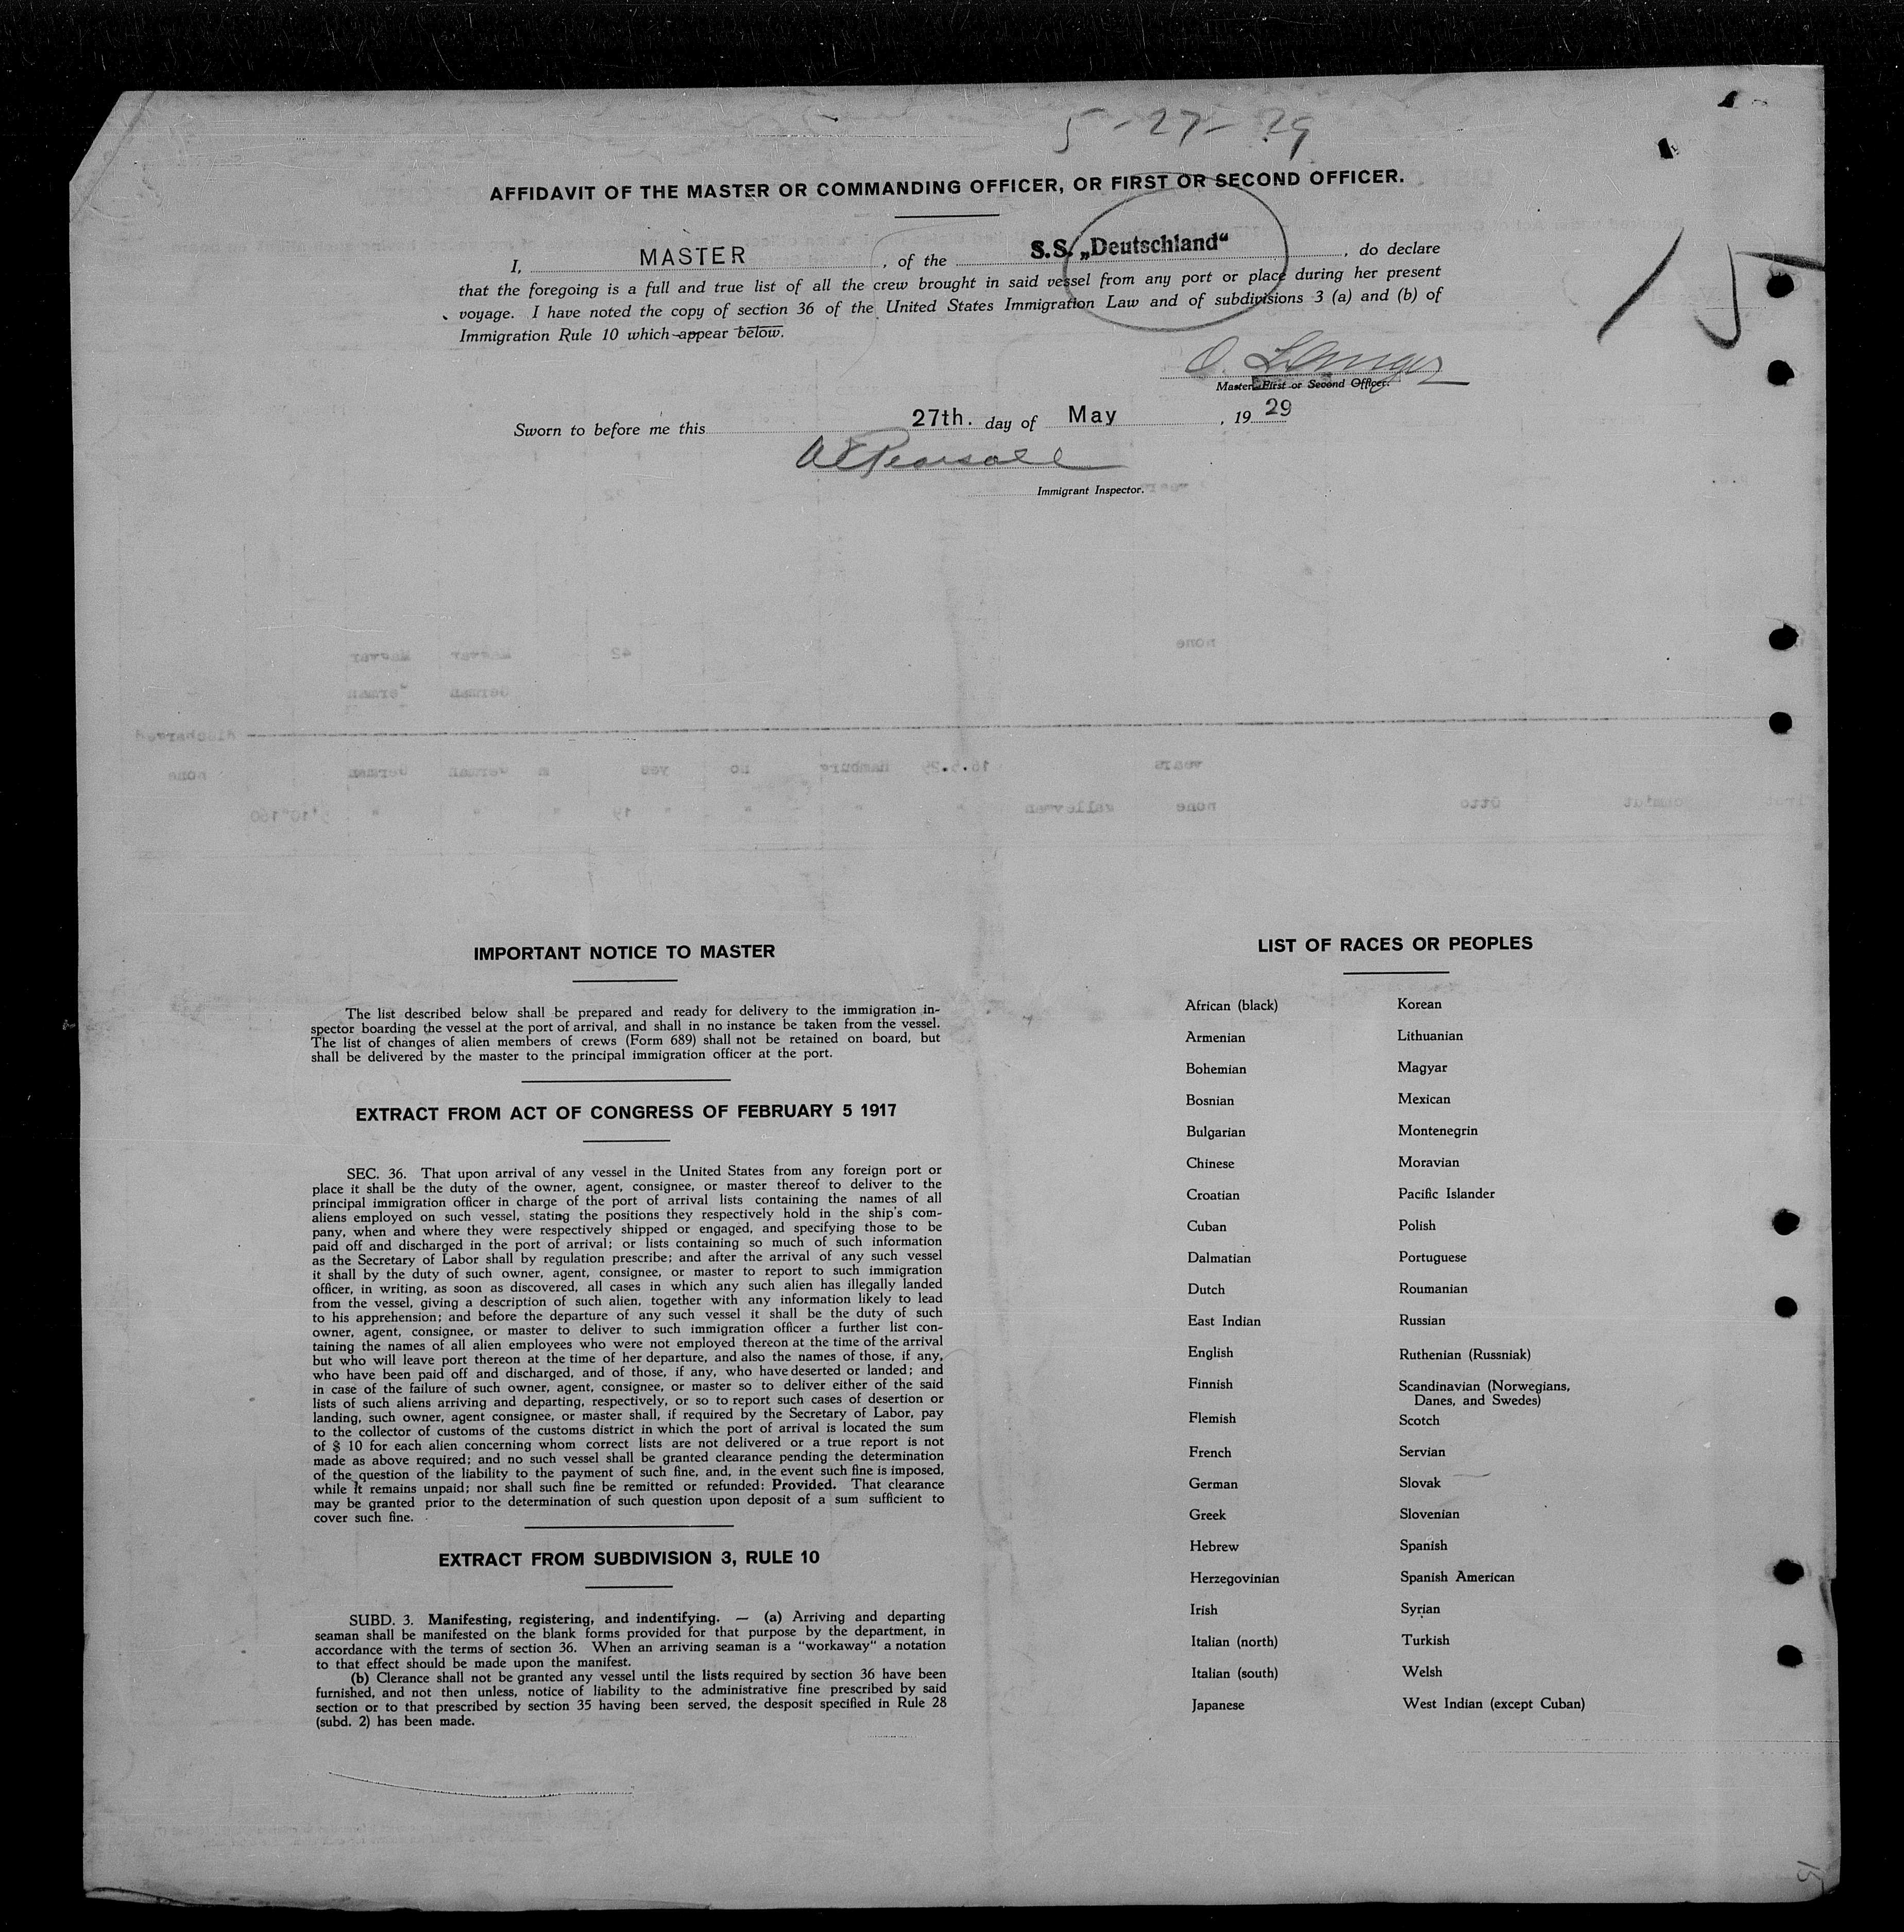 5-27-29
AFFIDAVIT OF THE MASTER OR COMMANDING OFFICER, OR FIRST OR SECOND OFFICER.
I, MASTER, of the S.S. „Deutschland“, do declare
that the foregoing is a full and true list of all the crew brought in said vessel from any port or place during her present
voyage. I have noted the copy of section 36 of the United States Immigration Law and of subdivisions 3 (a) and (b) of
Immigration Rule 10 which appear below.
15
Master First or Second Officer.
Sworn to before me this 27th. day of May, 19 29
AEPearsall
Immigrant Inspector.
IMPORTANT NOTICE TO MASTER
The list described below shall be prepared and ready for delivery to the immigration in-
spector boarding the vessel at the port of arrival, and shall in no instance be taken from the vessel.
The list of changes of alien members of crews (Form 689) shall not be retained on board, but
shall be delivered by the master to the principal immigration officer at the port.
EXTRACT FROM ACT OF CONGRESS OF FEBRUARY 5 1917
SEC. 36. That upon arrival of any vessel in the United States from any foreign port or
place it shall be the duty of the owner, agent, consignee, or master thereof to deliver to the
principal immigration officer in charge of the port of arrival lists containing the names of all
aliens employed on such vessel, stating the positions they respectively hold in the ship's com-
pany, when and where they were respectively shipped or engaged, and specifying those to be
paid off and discharged in the port of arrival; or lists containing so much of such information
as the Secretary of Labor shall by regulation prescribe; and after the arrival of any such vessel
it shall by the duty of such owner, agent, consignee, or master to report to such immigration
officer, in writing, as soon as discovered, all cases in which any such alien has illegally landed
from the vessel, giving a description of such alien, together with any information likely to lead
to his apprehension; and before the departure of any such vessel it shall be the duty of such
owner, agent, consignee, or master to deliver to such immigration officer a further list con-
taining the names of all alien employees who were not employed thereon at the time of the arrival
but who will leave port thereon at the time of her departure, and also the names of those, if any,
who have been paid off and discharged, and of those, if any, who have deserted or landed; and
in case of the failure of such owner, agent, consignee, or master so to deliver either of the said
lists of such aliens arriving and departing, respectively, or so to report such cases of desertion or
landing, such owner, agent consignee, or master shall, if required by the Secretary of Labor, pay
to the collector of customs of the customs district in which the port of arrival is located the sum
of $ 10 for each alien concerning whom correct lists are not delivered or a true report is not
made as above required; and no such vessel shall be granted clearance pending the determination
of the question of the liability to the payment of such fine, and, in the event such fine is imposed,
while it remains unpaid; nor shall such fine be remitted or refunded: Provided. That clearance
may be granted prior to the determination of such question upon deposit of a sum sufficient to
cover such fine.
EXTRACT FROM SUBDIVISION 3, RULE 10
SUBD. 3. Manifesting, registering, and indentifying. — (a) Arriving and departing
seaman shall be manifested on the blank forms provided for that purpose by the department, in
accordance with the terms of section 36. When an arriving seaman is a “workaway” a notation
to that effect should be made upon the manifest.
(b) Clerance shall not be granted any vessel until the lists required by section 36 have been
furnished, and not then unless, notice of liability to the administrative fine prescribed by said
section or to that prescribed by section 35 having been served, the desposit specified in Rule 28
(subd. 2) has been made.
LIST OF RACES OR PEOPLES
African (black)
Armenian
Bohemian
Bosnian
Bulgarian
Chinese
Croatian
Cuban
Dalmatian
Dutch
East Indian
English
Finnish
Flemish
French
German
Greek
Hebrew
Herzegovinian
Irish
Italian (north)
Italian (south)
Japanese
Korean
Lithuanian
Magyar
Mexican
Montenegrin
Moravian
Pacific Islander
Polish
Portuguese
Roumanian
Russian
Ruthenian (Russniak)
Scandinavian (Norwegians,
Danes, and Swedes)
Scotch
Servian
Slovak
Slovenian
Spanish
Spanish American
Syrian
Turkish
Welsh
West Indian (except Cuban)
15